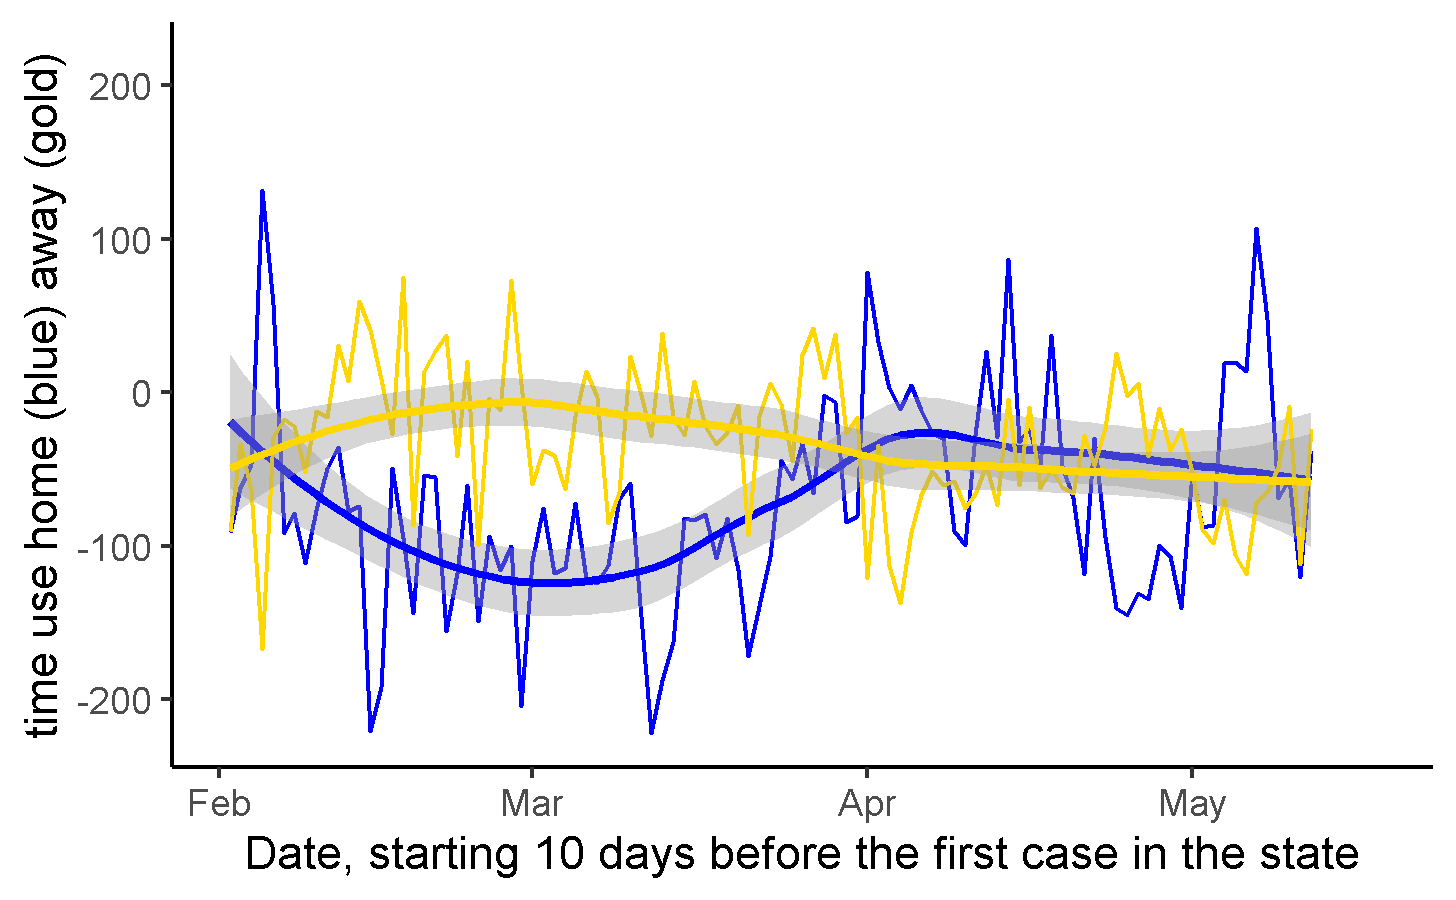 time use home (blue) away (gold)
200
100
0
-100
-200
Feb Mar Apr May
Date, starting 10 days before the first case in the state